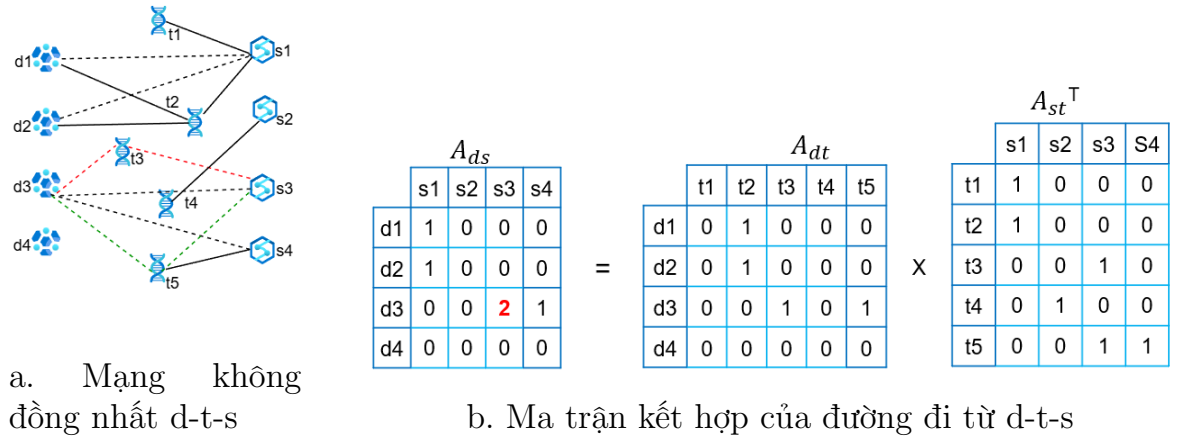 t1
s1
d1
t2
d2
s2
t3
d3
s3
t4
d4
s4
t5
a. Mạng không
đồng nhất d-t-s
A_ds
s1 s2 s3 s4
d1 1 0 0 0
d2 1 0 0 0
d3 0 0 2 1
d4 0 0 0 0
=
A_dt
t1 t2 t3 t4 t5
d1 0 1 0 0 0
d2 0 1 0 0 0
d3 0 0 1 0 1
d4 0 0 0 0 0
X
A_st^T
s1 s2 s3 S4
t1 1 0 0 0
t2 1 0 0 0
t3 0 0 1 0
t4 0 1 0 0
t5 0 0 1 1
b. Ma trận kết hợp của đường đi từ d-t-s